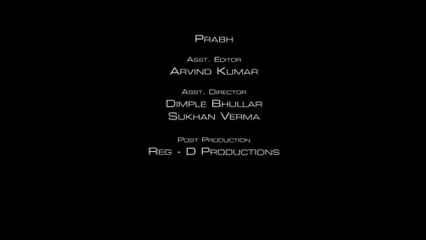 Prabh
Asst. Editor
Arvind Kumar
Asst. Director
Dimple Bhullar
Sukhan Verma
Post Production
Reg - D Productions